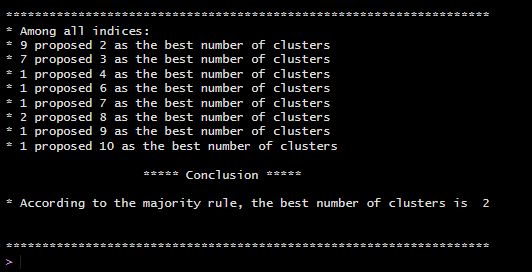 *******************************************************************
* Among all indices:
* 9 proposed 2 as the best number of clusters
* 7 proposed 3 as the best number of clusters
* 1 proposed 4 as the best number of clusters
* 1 proposed 6 as the best number of clusters
* 1 proposed 7 as the best number of clusters
* 2 proposed 8 as the best number of clusters
* 1 proposed 9 as the best number of clusters
* 1 proposed 10 as the best number of clusters
***** Conclusion *****
* According to the majority rule, the best number of clusters is  2
*******************************************************************
>